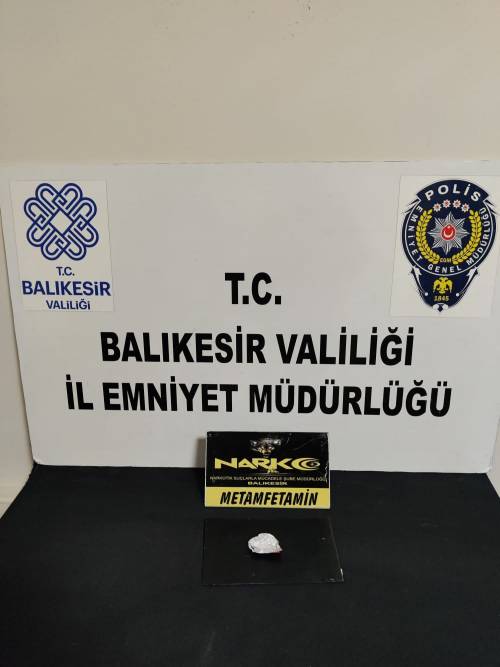 T.C.
BALIKESİR
VALİLİĞİ
POLİS
EMNİYET GENEL MÜDÜRLÜĞÜ
EGM
1845
T.C.
BALIKESİR VALİLİĞİ
İL EMNİYET MÜDÜRLÜĞÜ
NARKO
NARKOTİK SUÇLARLA MÜCADELE ŞUBE MÜDÜRLÜĞÜ
BALIKESİR
METAMFETAMİN